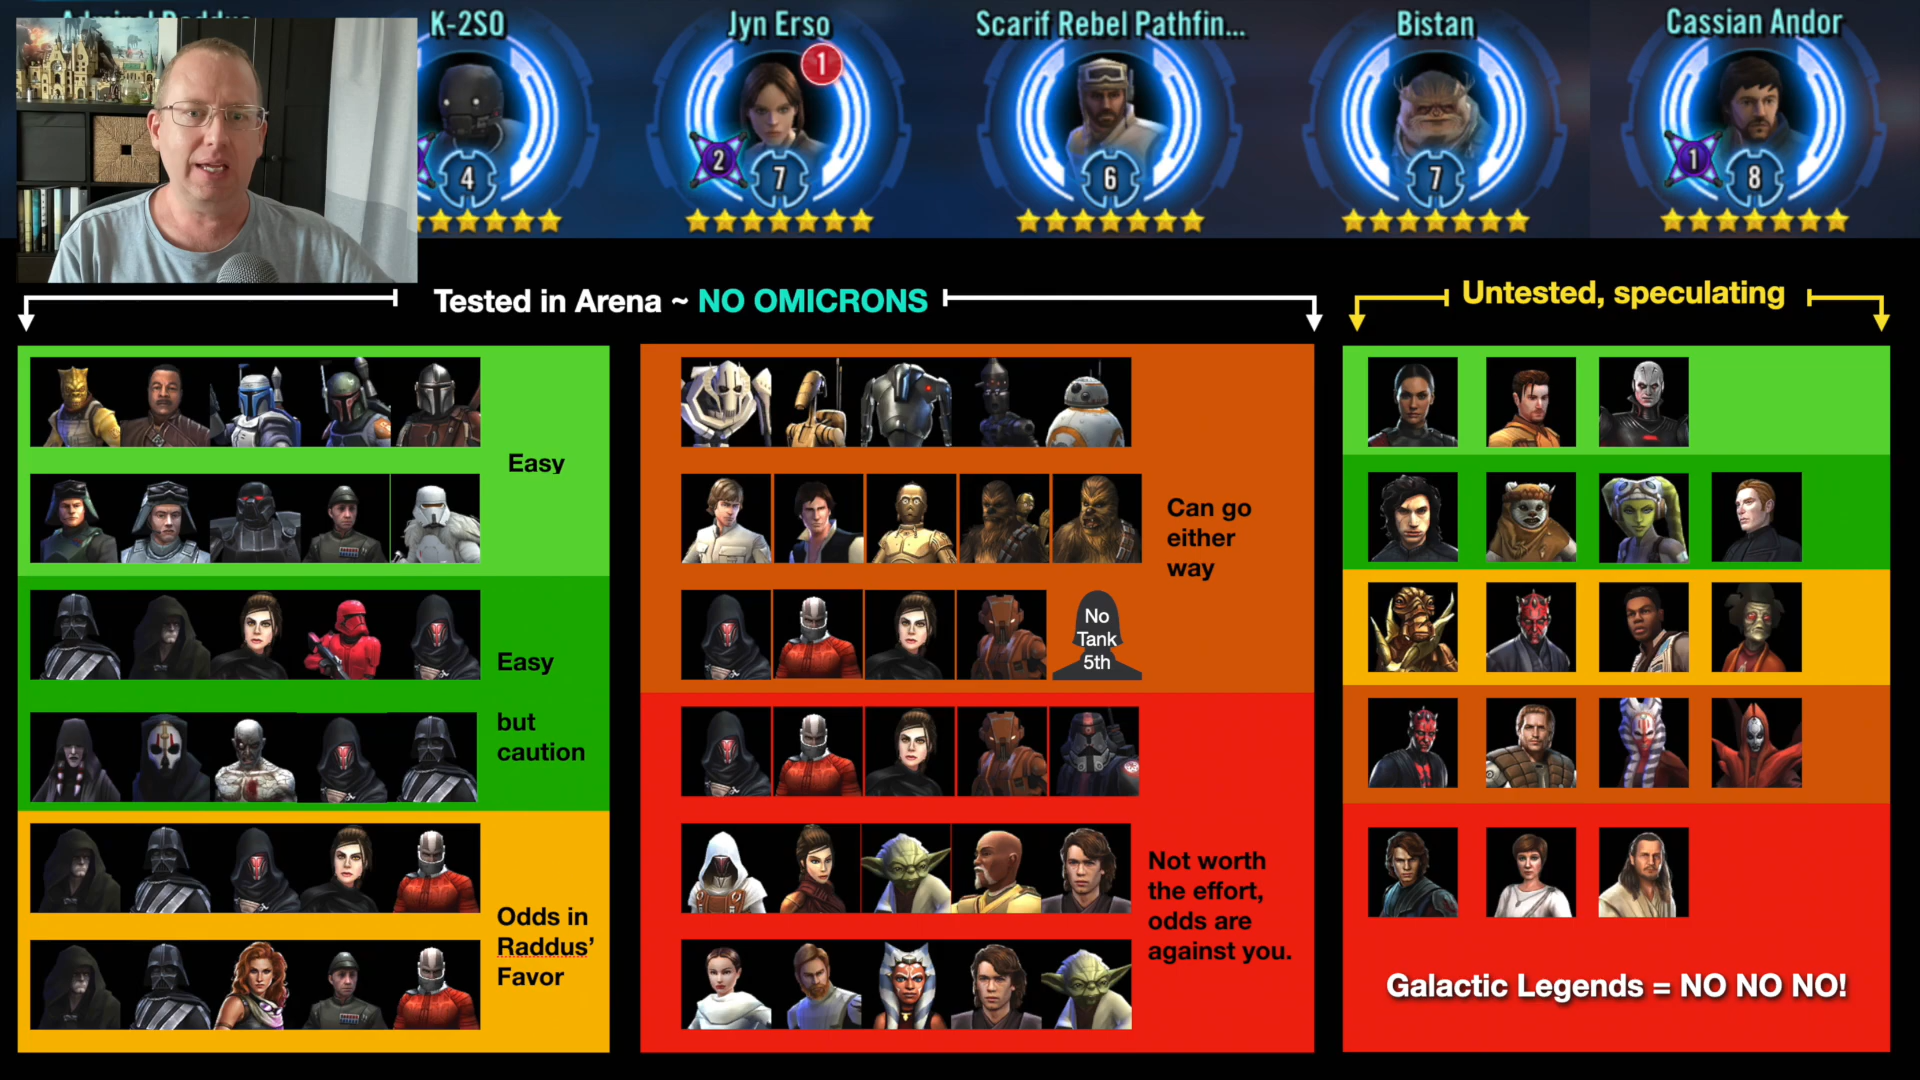 K-2SO
Jyn Erso
Scarif Rebel Pathfin...
Bistan
Cassian Andor
1
4
2
7
6
7
1
8
Tested in Arena ~ NO OMICRONS
Untested, speculating
Easy
Easy
but
caution
Odds in
Raddus’
Favor
Can go
either
way
No
Tank
5th
Not worth
the effort,
odds are
against you.
Galactic Legends = NO NO NO!